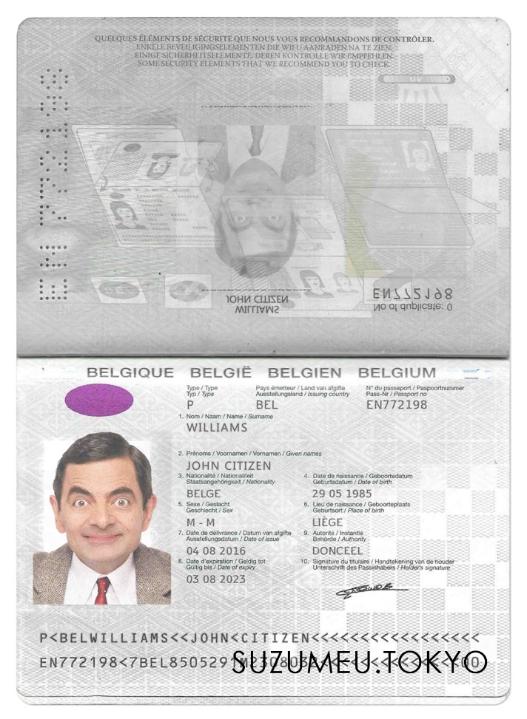 QUELQUES ÉLÉMENTS DE SÉCURITÉ QUE NOUS VOUS RECOMMANDONS DE CONTRÔLER.
ENKELE BEVEILIGINGSELEMENTEN DIE WIJ U AANRADEN NA TE ZIEN.
EINIGE SICHERHEITSELEMENTE, DEREN KONTROLLE WIR EMPFEHLEN.
SOME SECURITY ELEMENTS THAT WE RECOMMEND YOU TO CHECK.
UV
EN772198
No of duplicate: 0
EN772198
JOHN CITIZEN
WILLIAMS
BELGIQUE BELGIË BELGIEN BELGIUM
Type / Type Pays émetteur / Land van afgifte N° du passeport / Paspoortnummer
Typ / Type Ausstellungsland / Issuing country Pass-Nr / Passport no
P BEL EN772198
1. Nom / Naam / Name / Surname
WILLIAMS
2. Prénoms / Voornamen / Vornamen / Given names
JOHN CITIZEN
3. Nationalité / Nationaliteit 4. Date de naissance / Geboortedatum
Staatsangehörigkeit / Nationality Geburtsdatum / Date of birth
BELGE 29 05 1985
5. Sexe / Geslacht 6. Lieu de naissance / Geboorteplaats
Geschlecht / Sex Geburtsort / Place of birth
M - M LIÈGE
7. Date de délivrance / Datum van afgifte 9. Autorité / Instantie
Ausstellungsdatum / Date of issue Behörde / Authority
04 08 2016 DONCEEL
8. Date d'expiration / Geldig tot 10. Signature du titulaire / Handtekening van de houder
Gültig bis / Date of expiry Unterschrift des Passinhabers / Holder's signature
03 08 2023
P<BELWILLIAMS<<JOHN<CITIZEN<<<<<<<<<<<<<<<<<
EN772198<7BEL8505291M2308032<<<<<<<<<<<<<<00
SUZUMEU.TOKYO